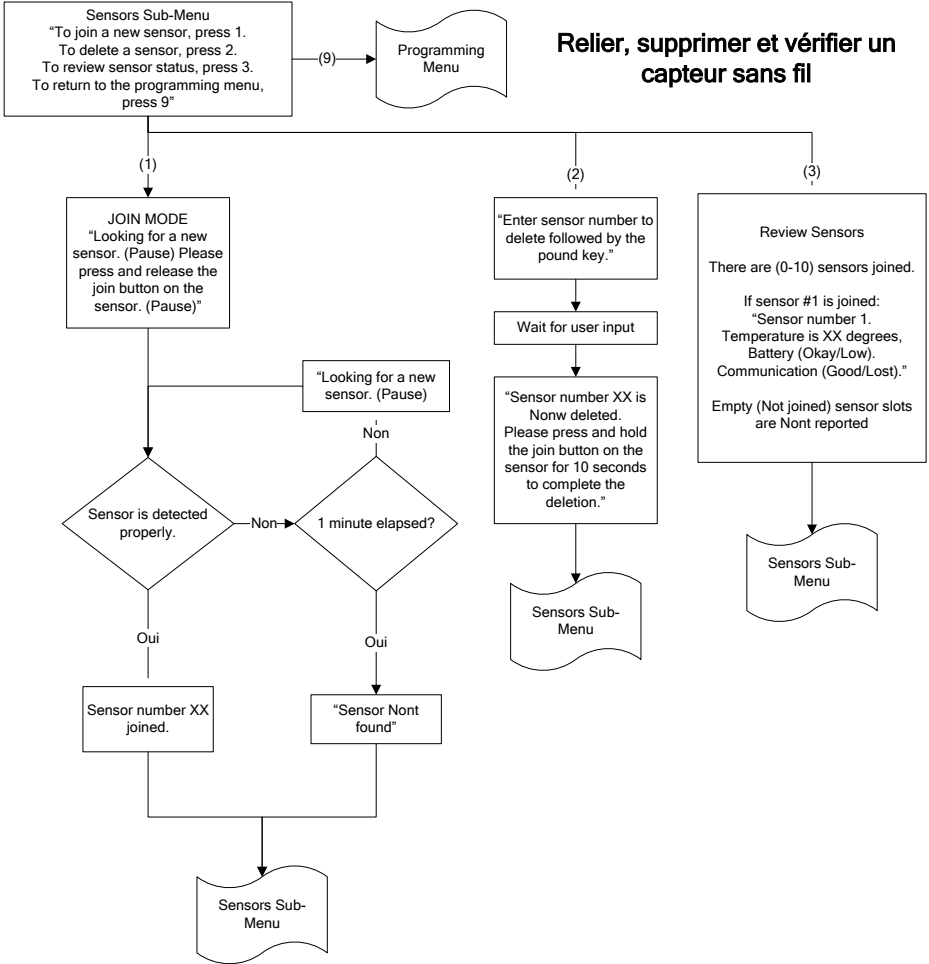 Sensors Sub-Menu
“To join a new sensor, press 1.
To delete a sensor, press 2.
To review sensor status, press 3.
To return to the programming menu,
press 9”
(9)
Programming
Menu
Relier, supprimer et vérifier un
capteur sans fil
(1)
(2)
(3)
JOIN MODE
“Looking for a new
sensor. (Pause) Please
press and release the
join button on the
sensor. (Pause)”
“Looking for a new
sensor. (Pause)
Non
Sensor is detected
properly.
Non
1 minute elapsed?
Oui
Oui
Sensor number XX
joined.
“Sensor Nont
found”
Sensors Sub-
Menu
“Enter sensor number to
delete followed by the
pound key.”
Wait for user input
“Sensor number XX is
Nonw deleted.
Please press and hold
the join button on the
sensor for 10 seconds
to complete the
deletion.”
Sensors Sub-
Menu
Review Sensors
There are (0-10) sensors joined.
If sensor #1 is joined:
“Sensor number 1.
Temperature is XX degrees,
Battery (Okay/Low).
Communication (Good/Lost).”
Empty (Not joined) sensor slots
are Nont reported
Sensors Sub-
Menu